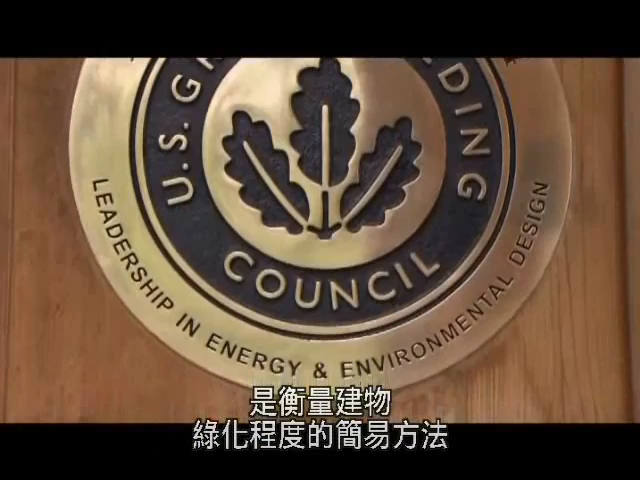 U.S. GR
DING
COUNCIL
LEADERSHIP IN ENERGY & ENVIRONMENTAL DESIGN
是衡量建物
綠化程度的簡易方法